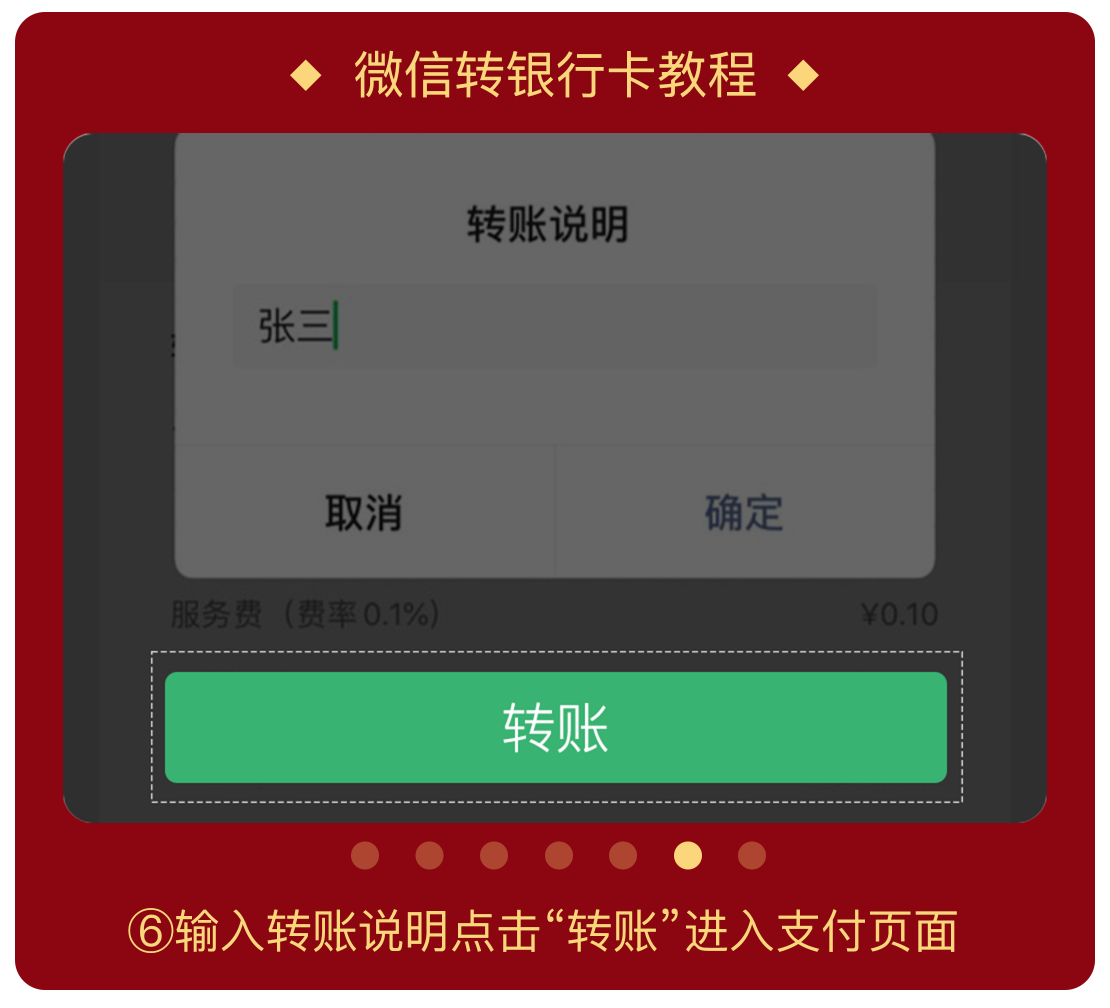 微信转银行卡教程
转账说明
张三
取消 确定
服务费（费率 0.1%） ¥0.10
转账
⑥输入转账说明点击“转账”进入支付页面